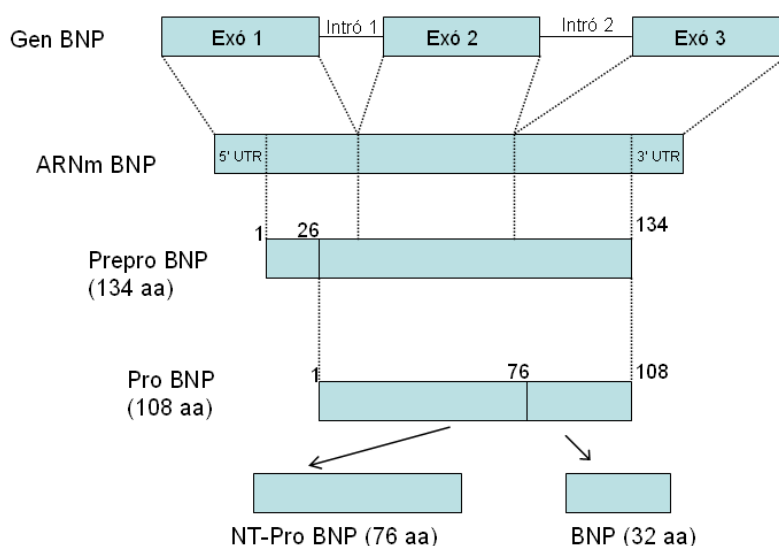 Gen BNP
Exó 1
Intró 1
Exó 2
Intró 2
Exó 3
ARNm BNP
5' UTR
3' UTR
1
26
134
Prepro BNP
(134 aa)
Pro BNP
(108 aa)
1
76
108
NT-Pro BNP (76 aa)
BNP (32 aa)